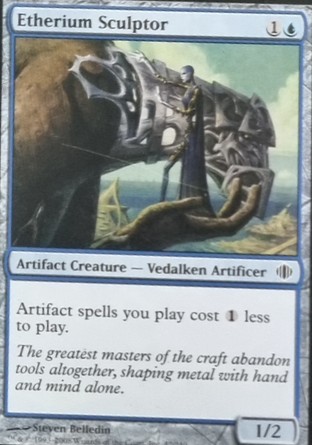 Etherium Sculptor 1
Artifact Creature — Vedalken Artificer
Artifact spells you play cost 1 less
to play.
The greatest masters of the craft abandon
tools altogether, shaping metal with hand
and mind alone.
Steven Belledin
1/2